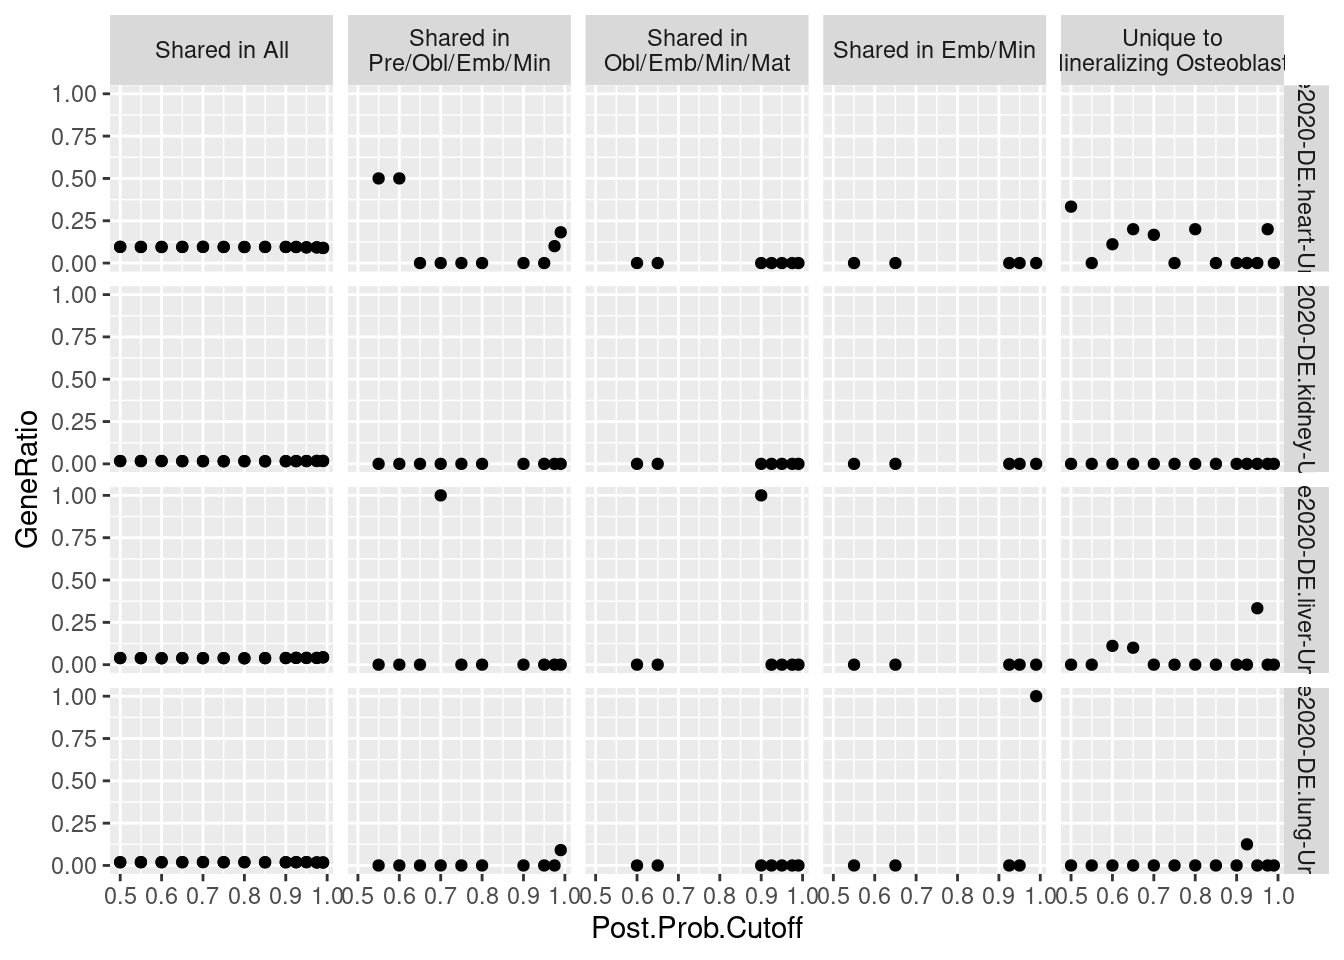 Shared in All
Shared in
Pre/Obl/Emb/Min
Shared in
Obl/Emb/Min/Mat
Shared in Emb/Min
Unique to
lineralizing Osteoblast
1.00
0.75
0.50
0.25
0.00
e2020-DE.heart-Un
1.00
0.75
0.50
0.25
0.00
2020-DE.kidney-U
1.00
0.75
0.50
0.25
0.00
e2020-DE.liver-Un
1.00
0.75
0.50
0.25
0.00
e2020-DE.lung-Un
GeneRatio
0.5 0.6 0.7 0.8 0.9 1.0 0.5 0.6 0.7 0.8 0.9 1.0 0.5 0.6 0.7 0.8 0.9 1.0 0.5 0.6 0.7 0.8 0.9 1.0 0.5 0.6 0.7 0.8 0.9 1.0
Post.Prob.Cutoff